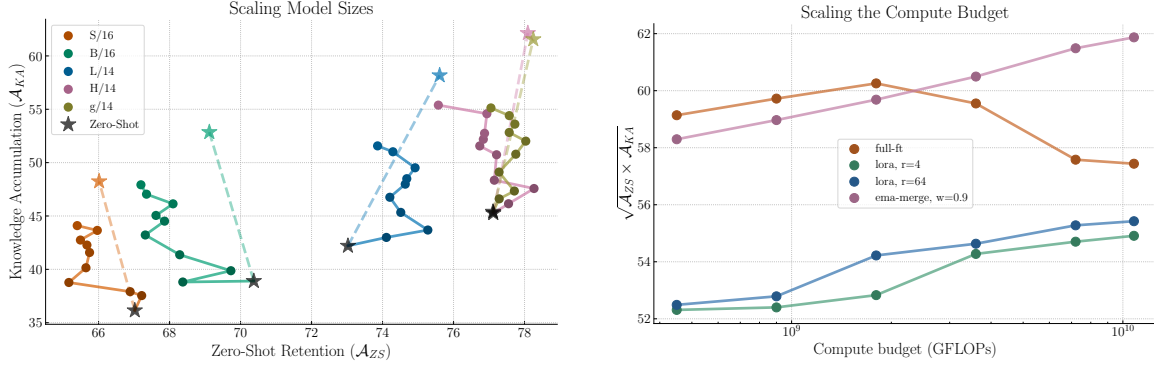 Scaling Model Sizes
Knowledge Accumulation (𝒜_KA)
60
55
50
45
40
35
S/16
B/16
L/14
H/14
g/14
Zero-Shot
66
68
70
72
74
76
78
Zero-Shot Retention (𝒜_ZS)
Scaling the Compute Budget
√𝒜_ZS × 𝒜_KA
62
60
58
56
54
52
full-ft
lora, r=4
lora, r=64
ema-merge, w=0.9
10⁹
10¹⁰
Compute budget (GFLOPs)